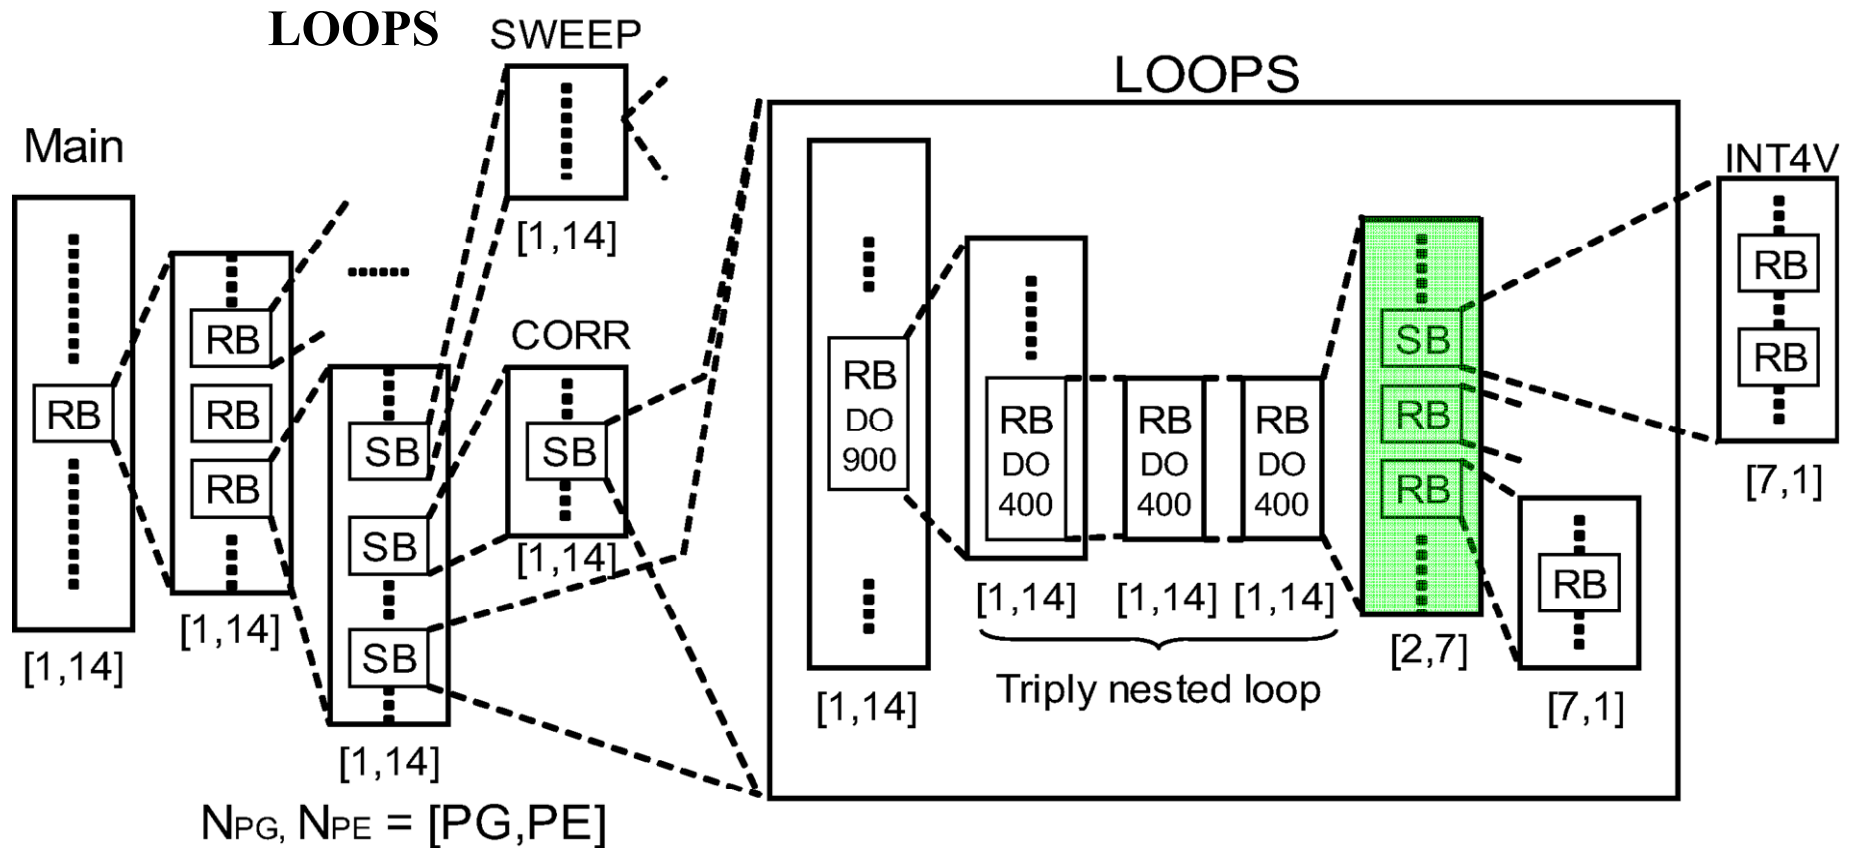 LOOPS
SWEEP
[1,14]
Main
RB
[1,14]
RB
RB
RB
[1,14]
SB
SB
SB
[1,14]
CORR
SB
[1,14]
NPG, NPE = [PG,PE]
LOOPS
RB
DO
900
[1,14]
RB
DO
400
[1,14]
RB
DO
400
[1,14]
RB
DO
400
[1,14]
Triply nested loop
SB
RB
RB
[2,7]
RB
[7,1]
INT4V
RB
RB
[7,1]